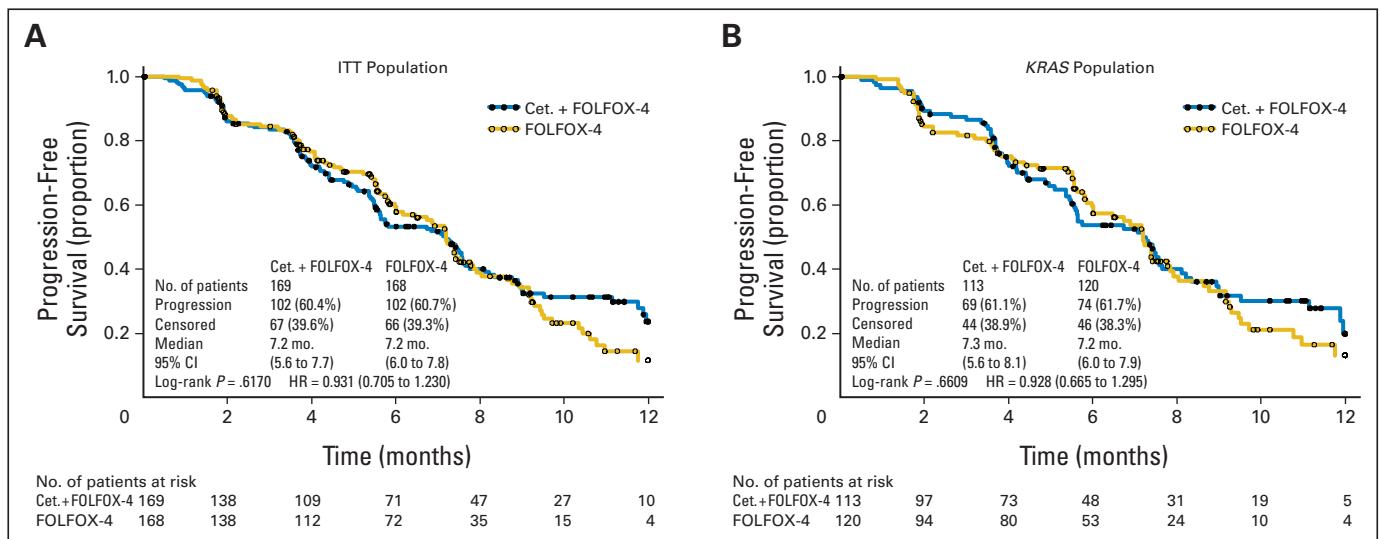 A
ITT Population
Cet. + FOLFOX-4
FOLFOX-4
Progression-Free
Survival (proportion)
1.0
0.8
0.6
0.4
0.2
Cet. + FOLFOX-4 FOLFOX-4
No. of patients 169 168
Progression 102 (60.4%) 102 (60.7%)
Censored 67 (39.6%) 66 (39.3%)
Median 7.2 mo. 7.2 mo.
95% CI (5.6 to 7.7) (6.0 to 7.8)
Log-rank P = .6170 HR = 0.931 (0.705 to 1.230)
0 2 4 6 8 10 12
Time (months)
No. of patients at risk
Cet.+FOLFOX-4 169 138 109 71 47 27 10
FOLFOX-4 168 138 112 72 35 15 4
B
KRAS Population
Cet. + FOLFOX-4
FOLFOX-4
Progression-Free
Survival (proportion)
1.0
0.8
0.6
0.4
0.2
Cet. + FOLFOX-4 FOLFOX-4
No. of patients 113 120
Progression 69 (61.1%) 74 (61.7%)
Censored 44 (38.9%) 46 (38.3%)
Median 7.3 mo. 7.2 mo.
95% CI (5.6 to 8.1) (6.0 to 7.9)
Log-rank P = .6609 HR = 0.928 (0.665 to 1.295)
0 2 4 6 8 10 12
Time (months)
No. of patients at risk
Cet.+FOLFOX-4 113 97 73 48 31 19 5
FOLFOX-4 120 94 80 53 24 10 4